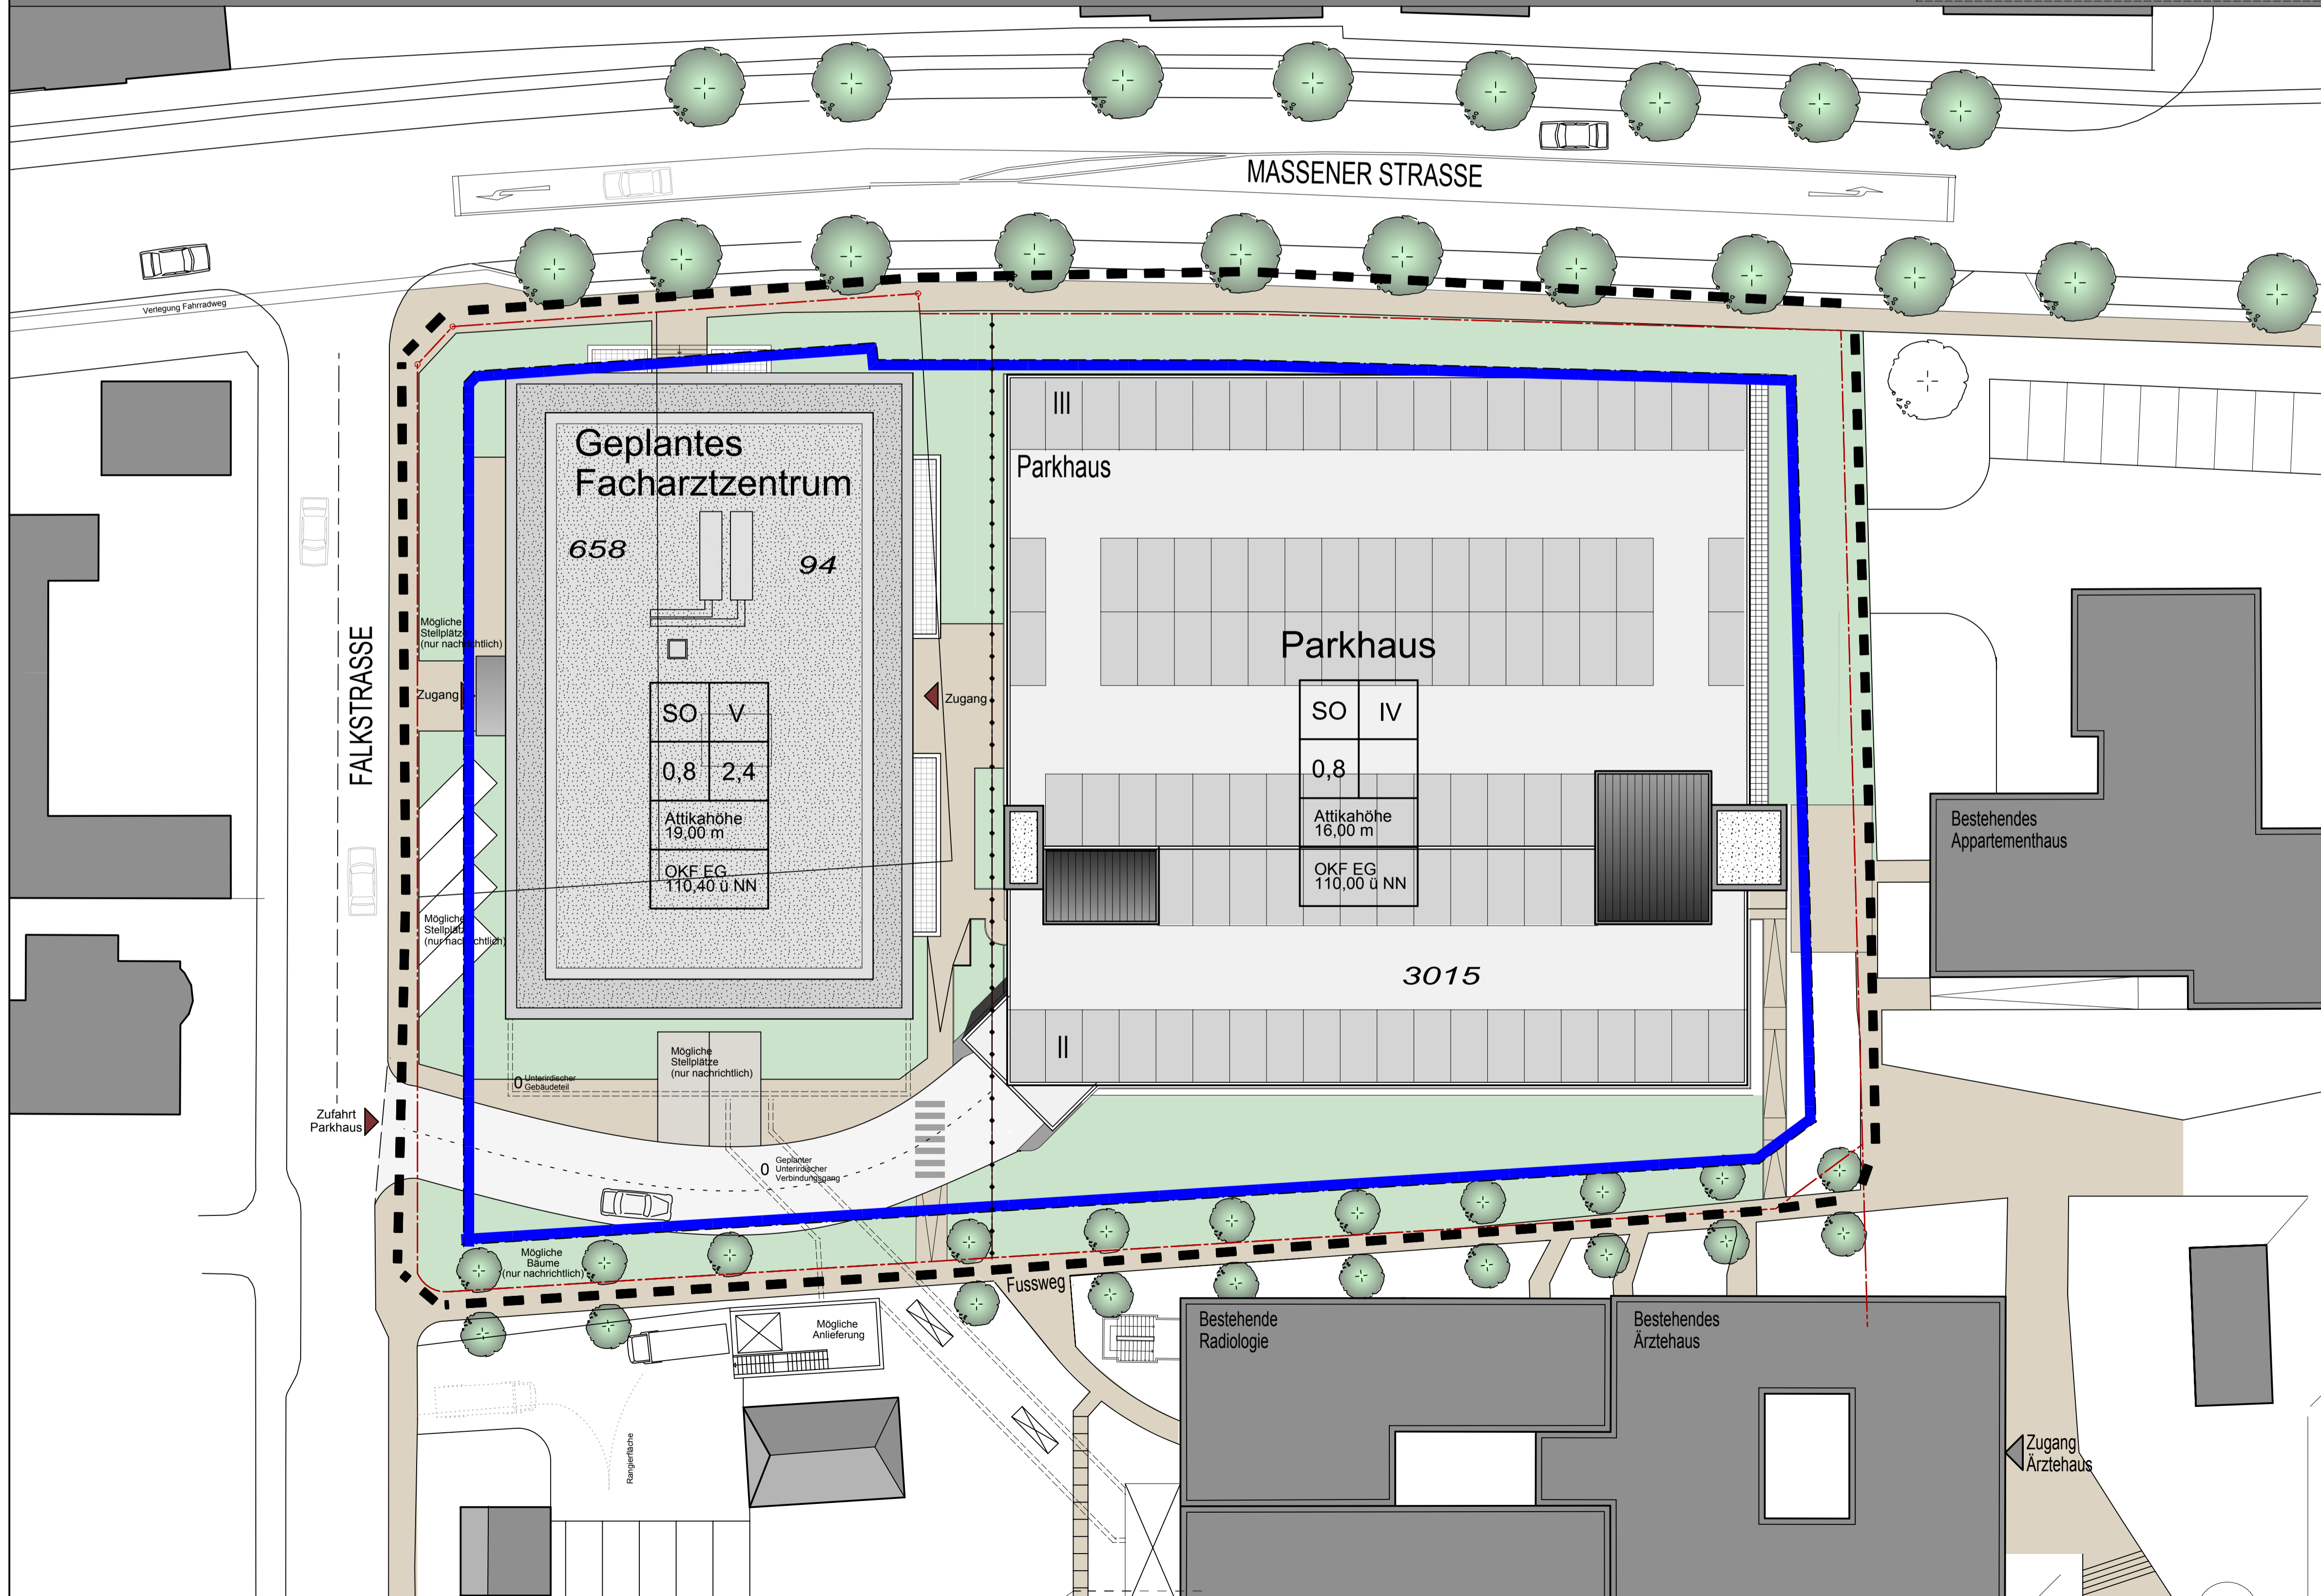 MASSENER STRASSE
Verlegung Fahrradweg
III
Parkhaus
Geplantes
Facharztzentrum
658
94
FALKSTRASSE
Mögliche
Stellplätze
(nur nachrichtlich)
Zugang
Zugang
SO V
0,8 2,4
Attikahöhe
19,00 m
OKF EG
110,40 ü NN
Parkhaus
SO IV
0,8
Attikahöhe
16,00 m
OKF EG
110,00 ü NN
Bestehendes
Appartementhaus
Mögliche
Stellplätze
(nur nachrichtlich)
3015
II
Mögliche
Stellplätze
(nur nachrichtlich)
0 Unterirdischer
Gebäudeteil
Zufahrt
Parkhaus
0 Geplanter
Unterirdischer
Verbindungsgang
Mögliche
Bäume
(nur nachrichtlich)
Fussweg
Mögliche
Anlieferung
Bestehende
Radiologie
Bestehendes
Ärztehaus
Rangierfläche
Zugang
Ärztehaus